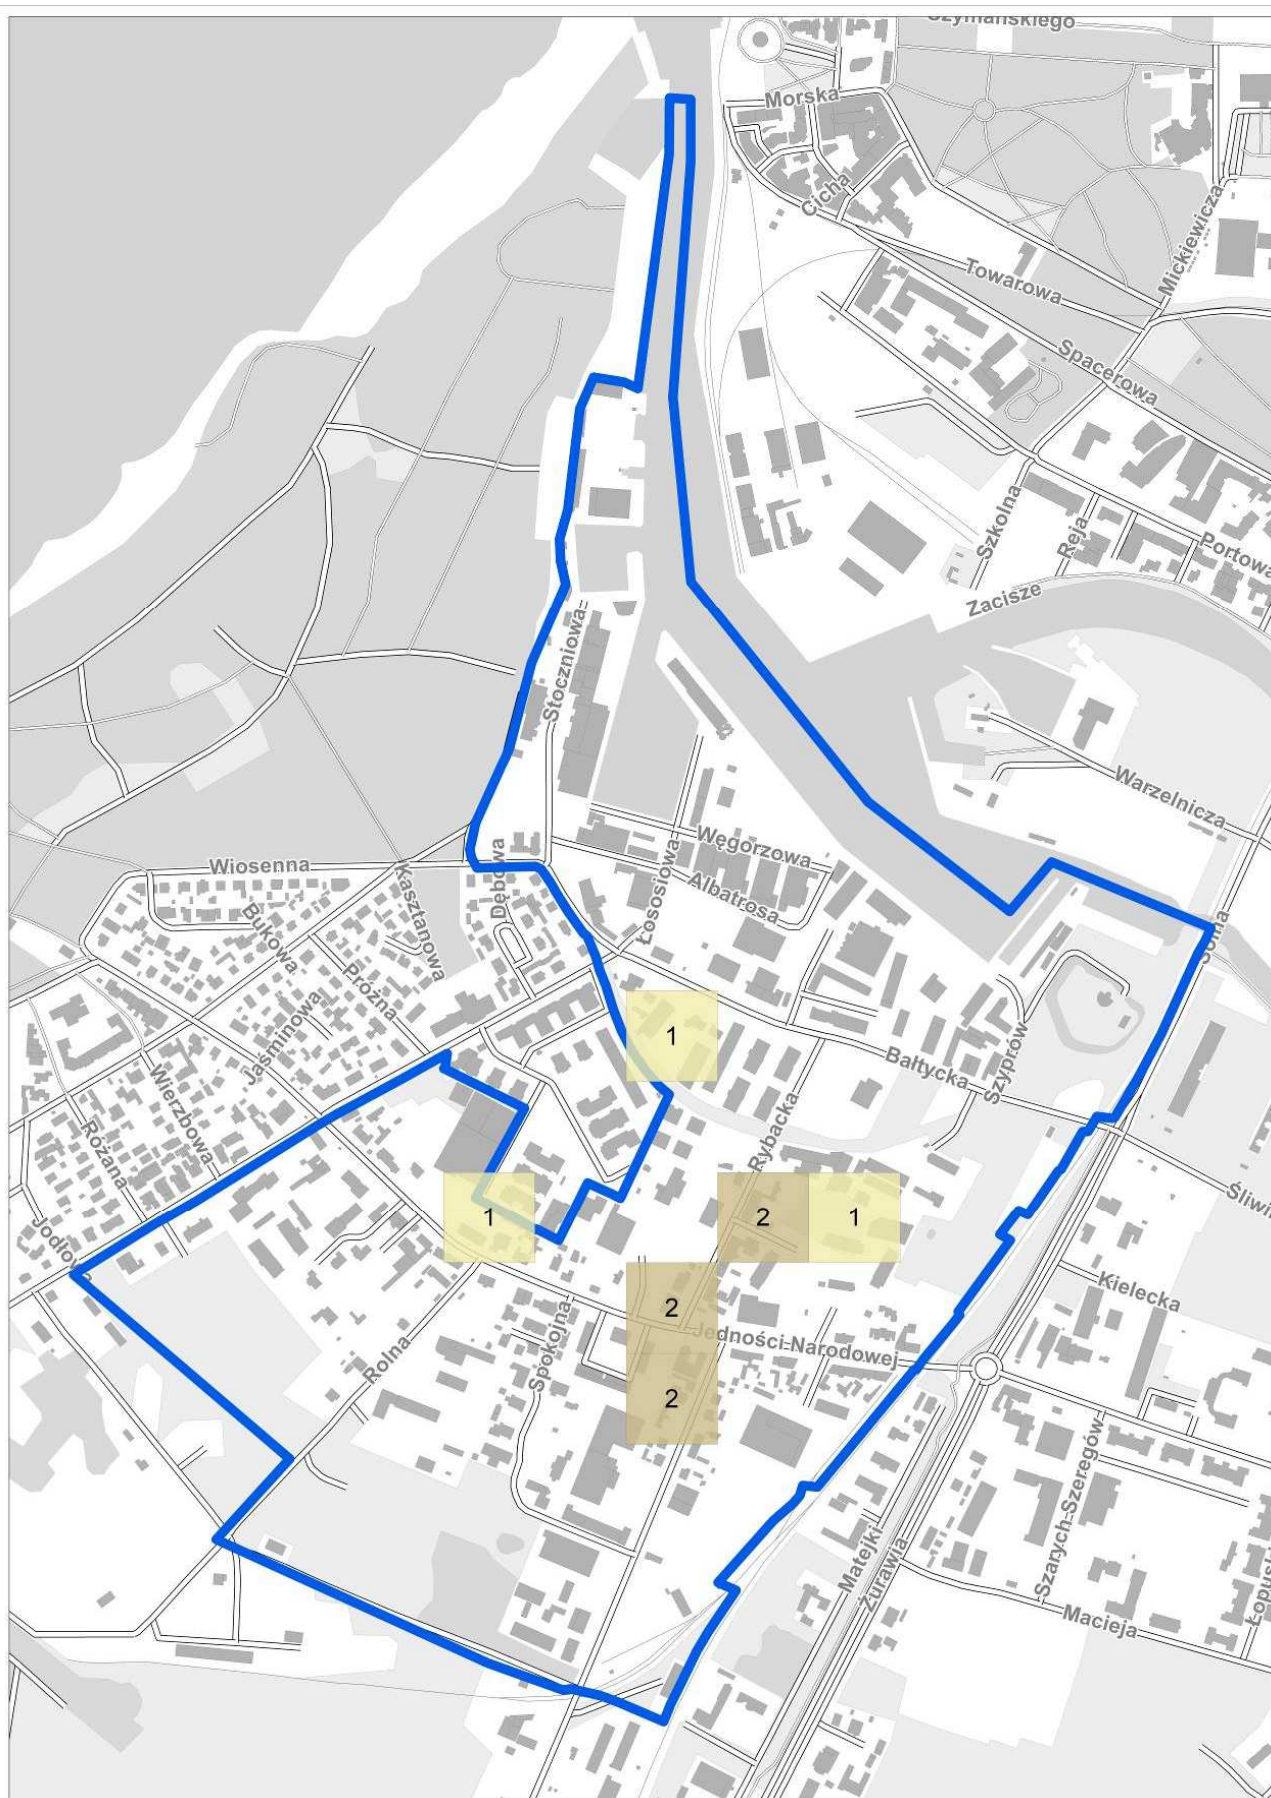 Szymańskiego
Morska
Cicha
Mickiewicza
Towarowa
Spacerowa
Szkolna
Reja
Portowa
Zacisze
Stoczniowa
Warzelnicza
Węgorzowa
Wiosenna
Dębowa
Łososiowa
Albatrosa
Kasztanowa
Bukowa
Solna
Próżna
Jaśminowa
1
Szyprów
Bałtycka
Wierzbowa
Różana
Rybacka
Śliwi
1
2
1
Jodłowa
Kielecka
2
Jedności Narodowej
Rolna
Spokojna
2
Szarych Szeregów
Matejki
Żurawia
Macieja
Łopuski